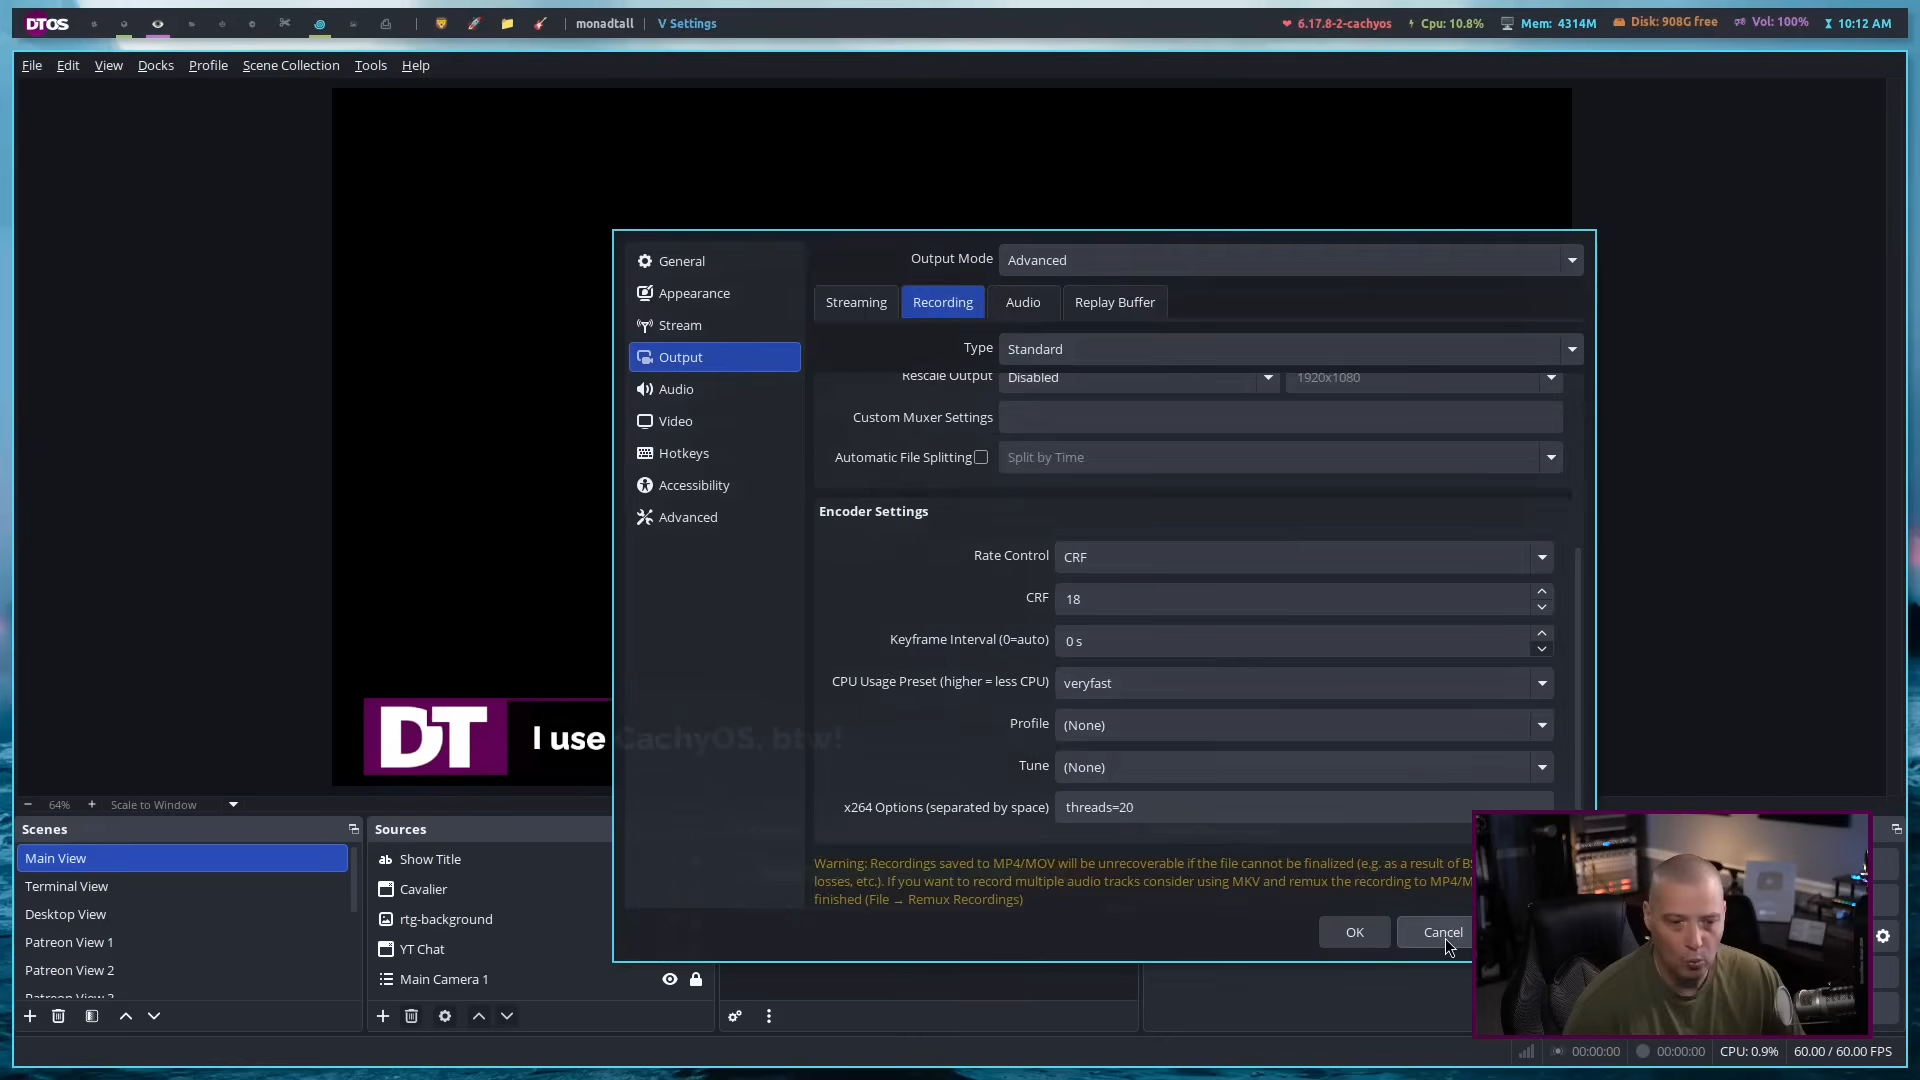 DTOS
monadtall
V Settings
6.17.8-2-cachyos
Cpu: 10.8%
Mem: 4314M
Disk: 908G free
Vol: 100%
10:12 AM
File Edit View Docks Profile Scene Collection Tools Help
General
Appearance
Stream
Output
Audio
Video
Hotkeys
Accessibility
Advanced
Output Mode Advanced
Streaming Recording Audio Replay Buffer
Type Standard
Rescale Output Disabled 1920x1080
Custom Muxer Settings
Automatic File Splitting Split by Time
Encoder Settings
Rate Control CRF
CRF 18
Keyframe Interval (0=auto) 0 s
CPU Usage Preset (higher = less CPU) veryfast
Profile (None)
Tune (None)
x264 Options (separated by space) threads=20
Warning: Recordings saved to MP4/MOV will be unrecoverable if the file cannot be finalized (e.g. as a result of
losses, etc.). If you want to record multiple audio tracks consider using MKV and remux the recording to
finished (File → Remux Recordings)
OK Cancel
DT I use CachyOS, btw!
64% Scale to Window
Scenes
Main View
Terminal View
Desktop View
Patreon View 1
Patreon View 2
Patreon View 3
Sources
ab Show Title
Cavalier
rtg-background
YT Chat
Main Camera 1
00:00:00 00:00:00 CPU: 0.9% 60.00 / 60.00 FPS